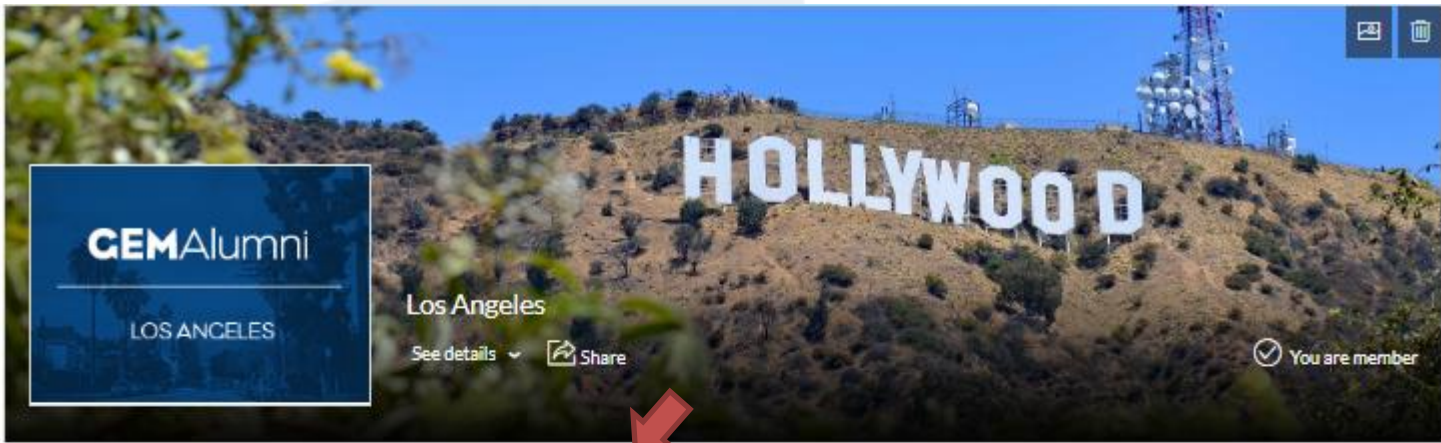 HOLLYWOOD
GEMAlumni
LOS ANGELES
Los Angeles
See details
Share
You are member